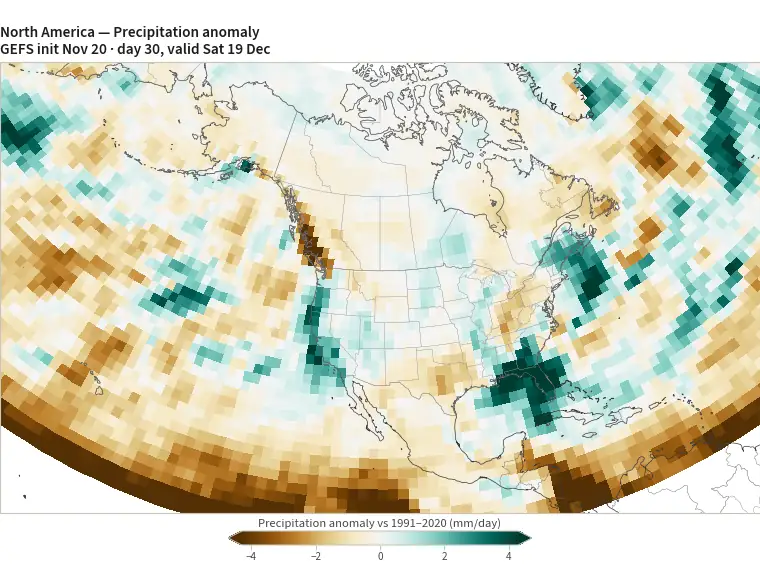 North America — Precipitation anomaly
GEFS init Nov 20 · day 30, valid Sat 19 Dec
Precipitation anomaly vs 1991–2020 (mm/day)
−4 −2 0 2 4